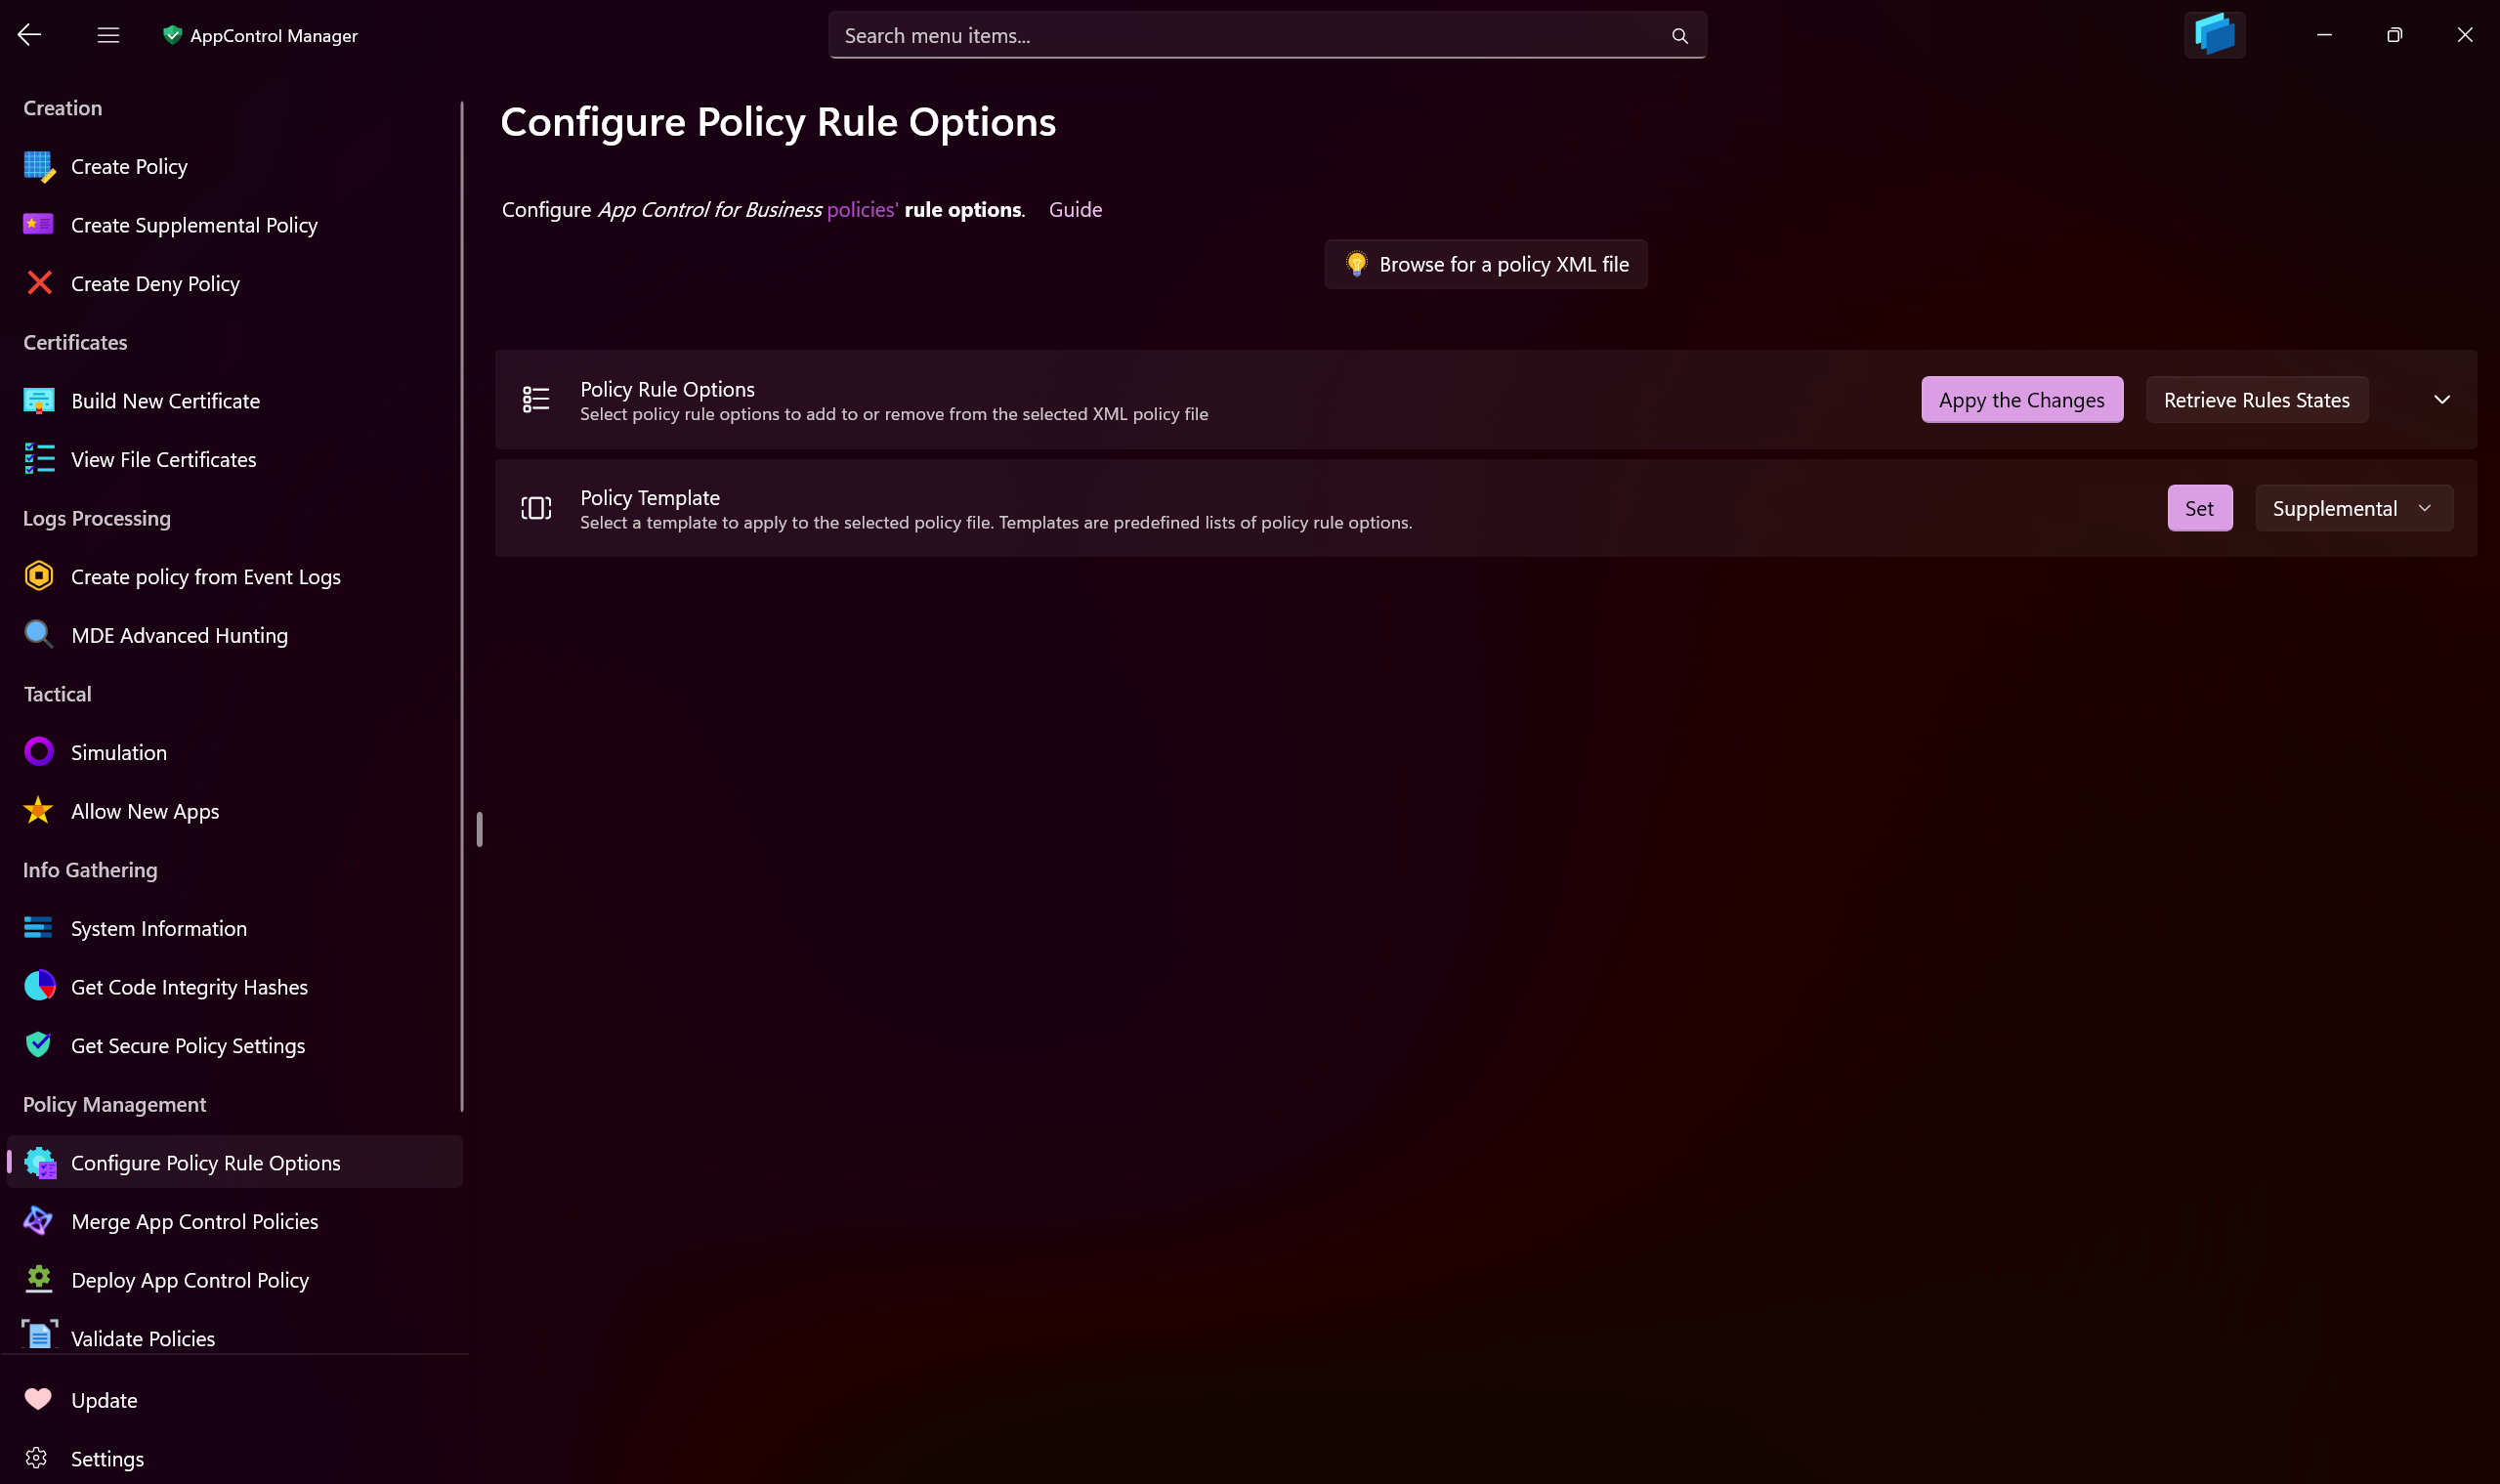 AppControl Manager
Search menu items...
Creation
Create Policy
Create Supplemental Policy
Create Deny Policy
Certificates
Build New Certificate
View File Certificates
Logs Processing
Create policy from Event Logs
MDE Advanced Hunting
Tactical
Simulation
Allow New Apps
Info Gathering
System Information
Get Code Integrity Hashes
Get Secure Policy Settings
Policy Management
Configure Policy Rule Options
Merge App Control Policies
Deploy App Control Policy
Validate Policies
Update
Settings
Configure Policy Rule Options
Configure App Control for Business policies' rule options. Guide
Browse for a policy XML file
Policy Rule Options
Select policy rule options to add to or remove from the selected XML policy file
Appy the Changes
Retrieve Rules States
Policy Template
Select a template to apply to the selected policy file. Templates are predefined lists of policy rule options.
Set
Supplemental